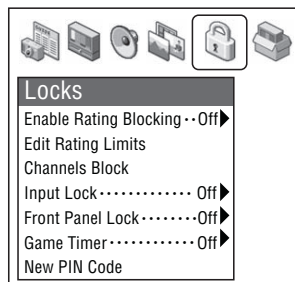 Locks
Enable Rating Blocking ·· Off
Edit Rating Limits
Channels Block
Input Lock ············· Off
Front Panel Lock ········ Off
Game Timer ············ Off
New PIN Code